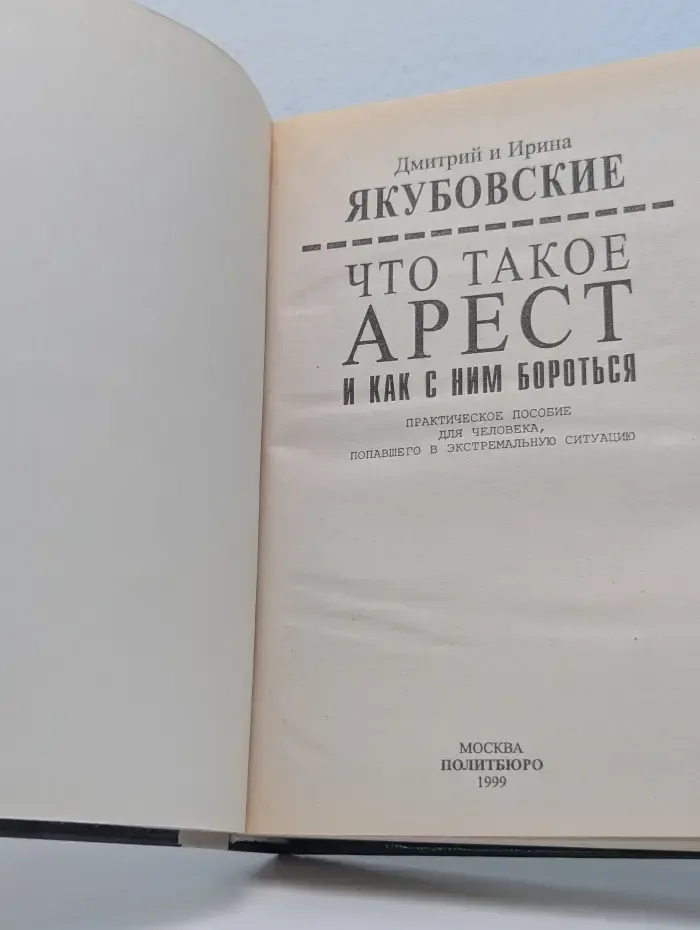 Дмитрий и Ирина
ЯКУБОВСКИЕ
ЧТО ТАКОЕ
АРЕСТ
И КАК С НИМ БОРОТЬСЯ
ПРАКТИЧЕСКОЕ ПОСОБИЕ
ДЛЯ ЧЕЛОВЕКА,
ПОПАВШЕГО В ЭКСТРЕМАЛЬНУЮ СИТУАЦИЮ
МОСКВА
ПОЛИТБЮРО
1999